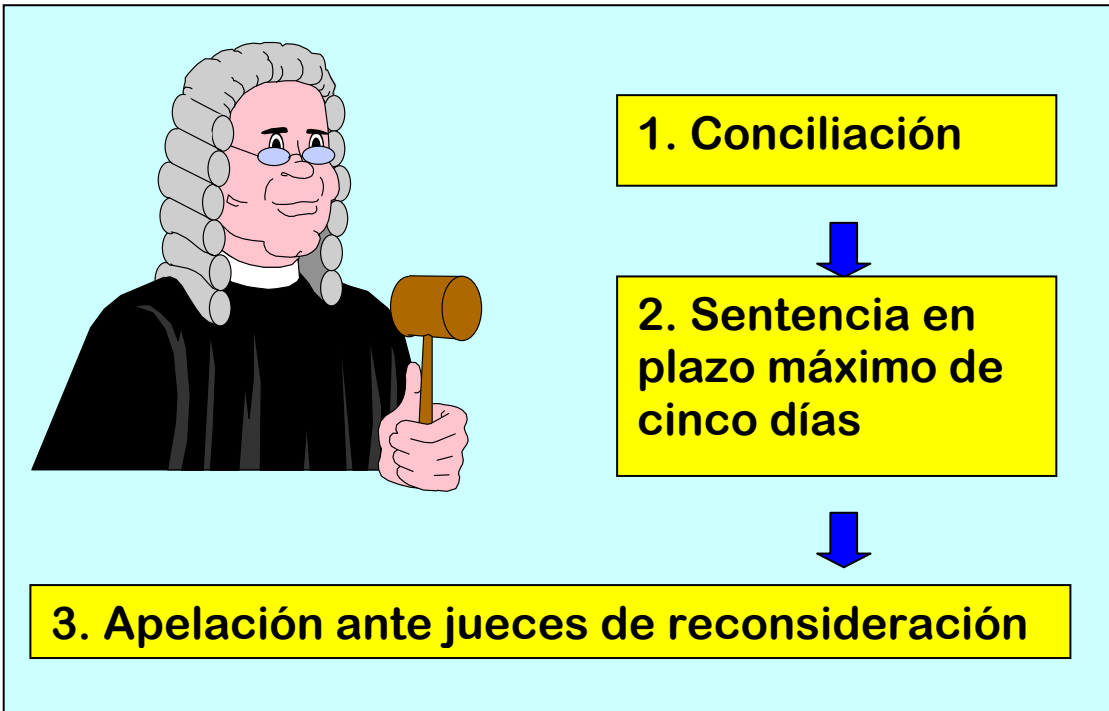 1. Conciliación
2. Sentencia en
plazo máximo de
cinco días
3. Apelación ante jueces de reconsideración